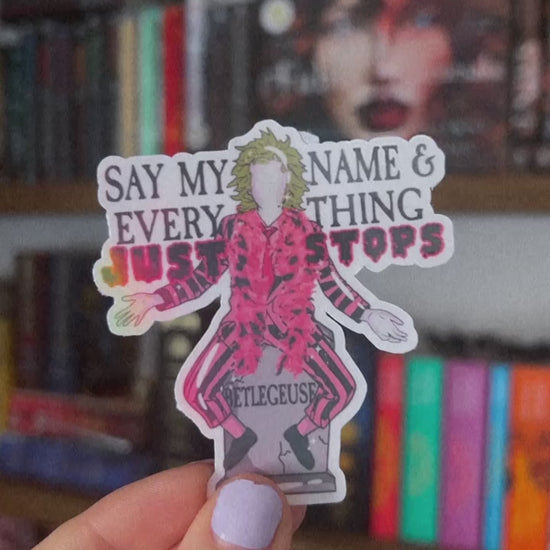 SAY MY NAME &
EVERY THING
JUST STOPS
BETLEGEUSE